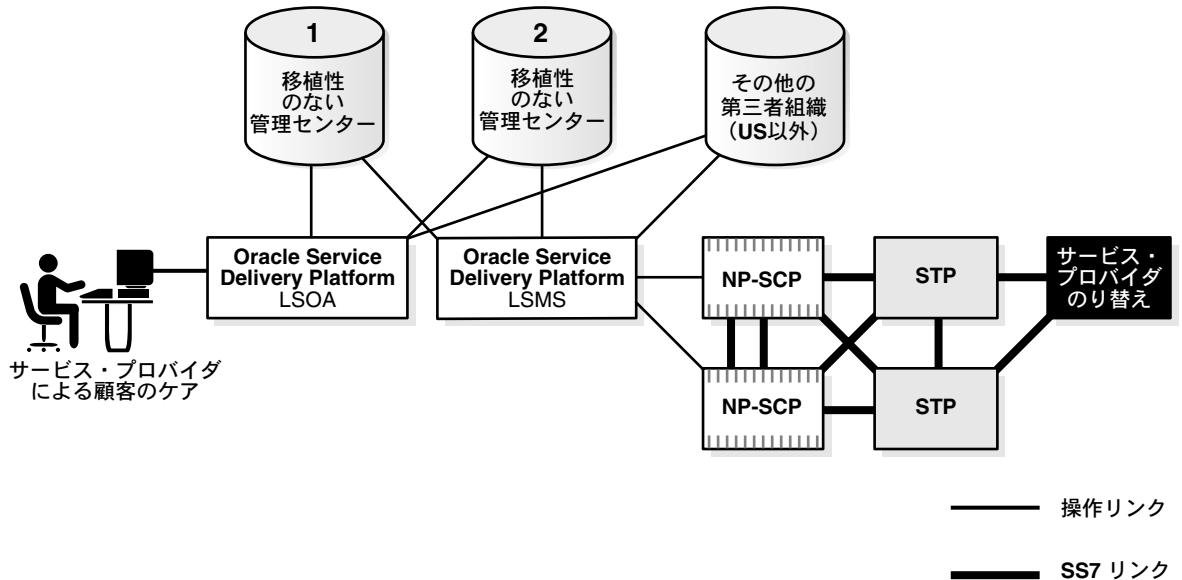 1
移植性
のない
管理センター
2
移植性
のない
管理センター
その他の
第三者組織
（US以外）
Oracle Service
Delivery Platform
LSOA
Oracle Service
Delivery Platform
LSMS
NP-SCP
STP
サービス・
プロバイダ
のり替え
サービス・プロバイダ
による顧客のケア
NP-SCP
STP
操作リンク
SS7 リンク